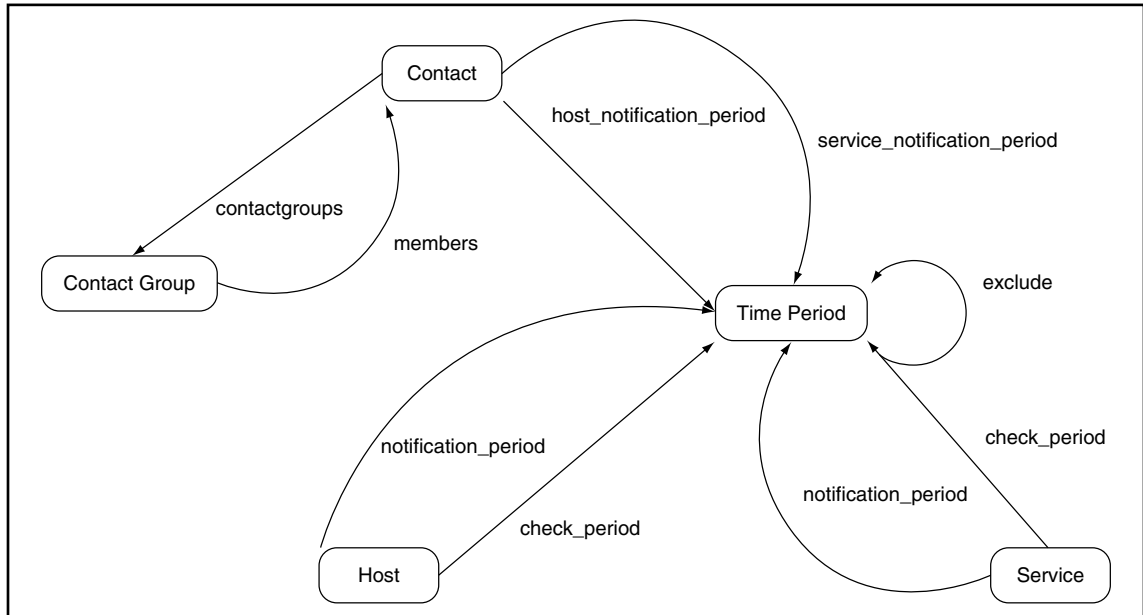 Contact
host_notification_period
service_notification_period
contactgroups
members
Contact Group
exclude
Time Period
notification_period
check_period
notification_period
check_period
Host
Service